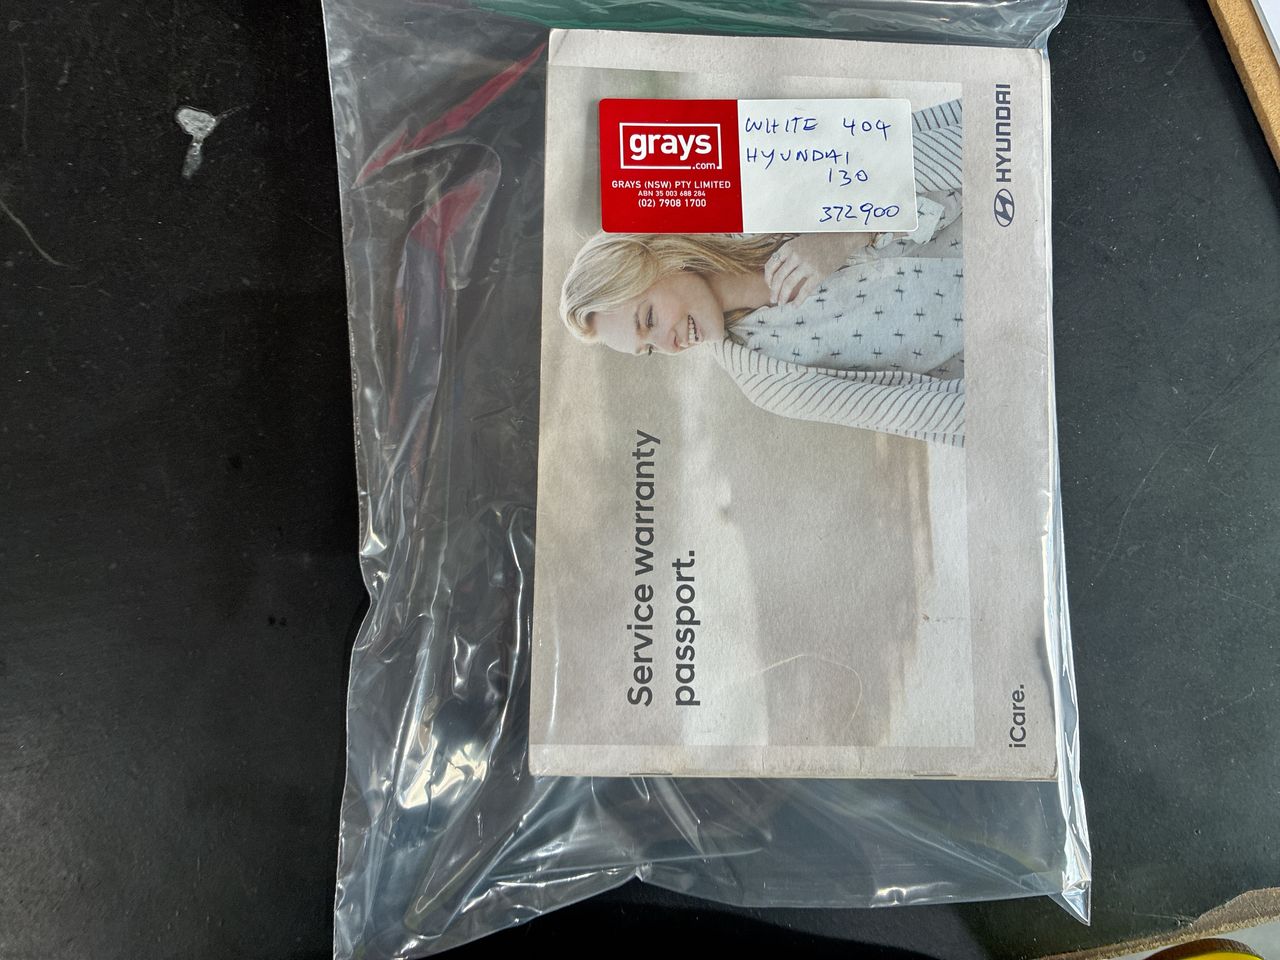 grays
.com
GRAYS (NSW) PTY LIMITED
ABN 35 003 688 284
(02) 7908 1700
WHITE 404
HYUNDAI
130
372900
HYUNDAI
Service warranty
passport.
iCare.